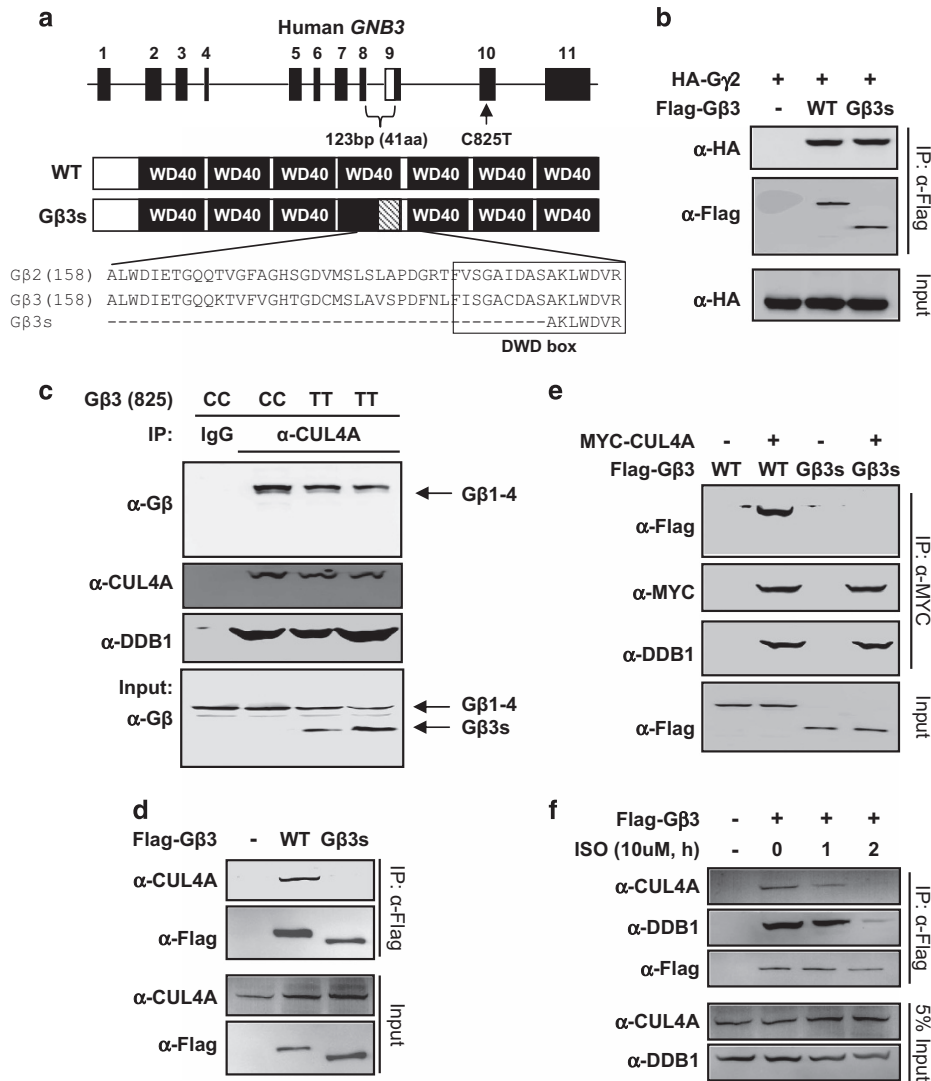 a
Human GNB3
1 2 3 4 5 6 7 8 9 10 11
123bp (41aa) C825T
WT WD40 WD40 WD40 WD40 WD40 WD40 WD40
Gβ3s WD40 WD40 WD40 WD40 WD40 WD40
Gβ2(158) ALWDIETGQQTVGFAGHSGDVMSLSLAPDGRTFVSGAIDASAKLWDVR
Gβ3(158) ALWDIETGQQKTVFVGHTGDCMSLAVSPDFNLFISGACDASAKLWDVR
Gβ3s -----------------------------------------AKLWDVR
DWD box
b
HA-Gγ2 + + +
Flag-Gβ3 - WT Gβ3s
α-HA
α-Flag
IP: α-Flag
α-HA
Input
c
Gβ3 (825) CC CC TT TT
IP: IgG α-CUL4A
α-Gβ Gβ1-4
α-CUL4A
α-DDB1
Input:
α-Gβ
Gβ1-4
Gβ3s
d
Flag-Gβ3 - WT Gβ3s
α-CUL4A
α-Flag
IP: α-Flag
α-CUL4A
α-Flag
Input
e
MYC-CUL4A - + - +
Flag-Gβ3 WT WT Gβ3s Gβ3s
α-Flag
α-MYC
α-DDB1
IP: α-MYC
α-Flag
Input
f
Flag-Gβ3 - + + +
ISO (10uM, h) - 0 1 2
α-CUL4A
α-DDB1
α-Flag
IP: α-Flag
α-CUL4A
α-DDB1
5% Input